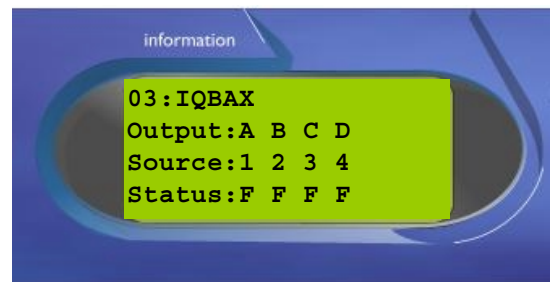 information
03:IQBAX
Output:A B C D
Source:1 2 3 4
Status:F F F F